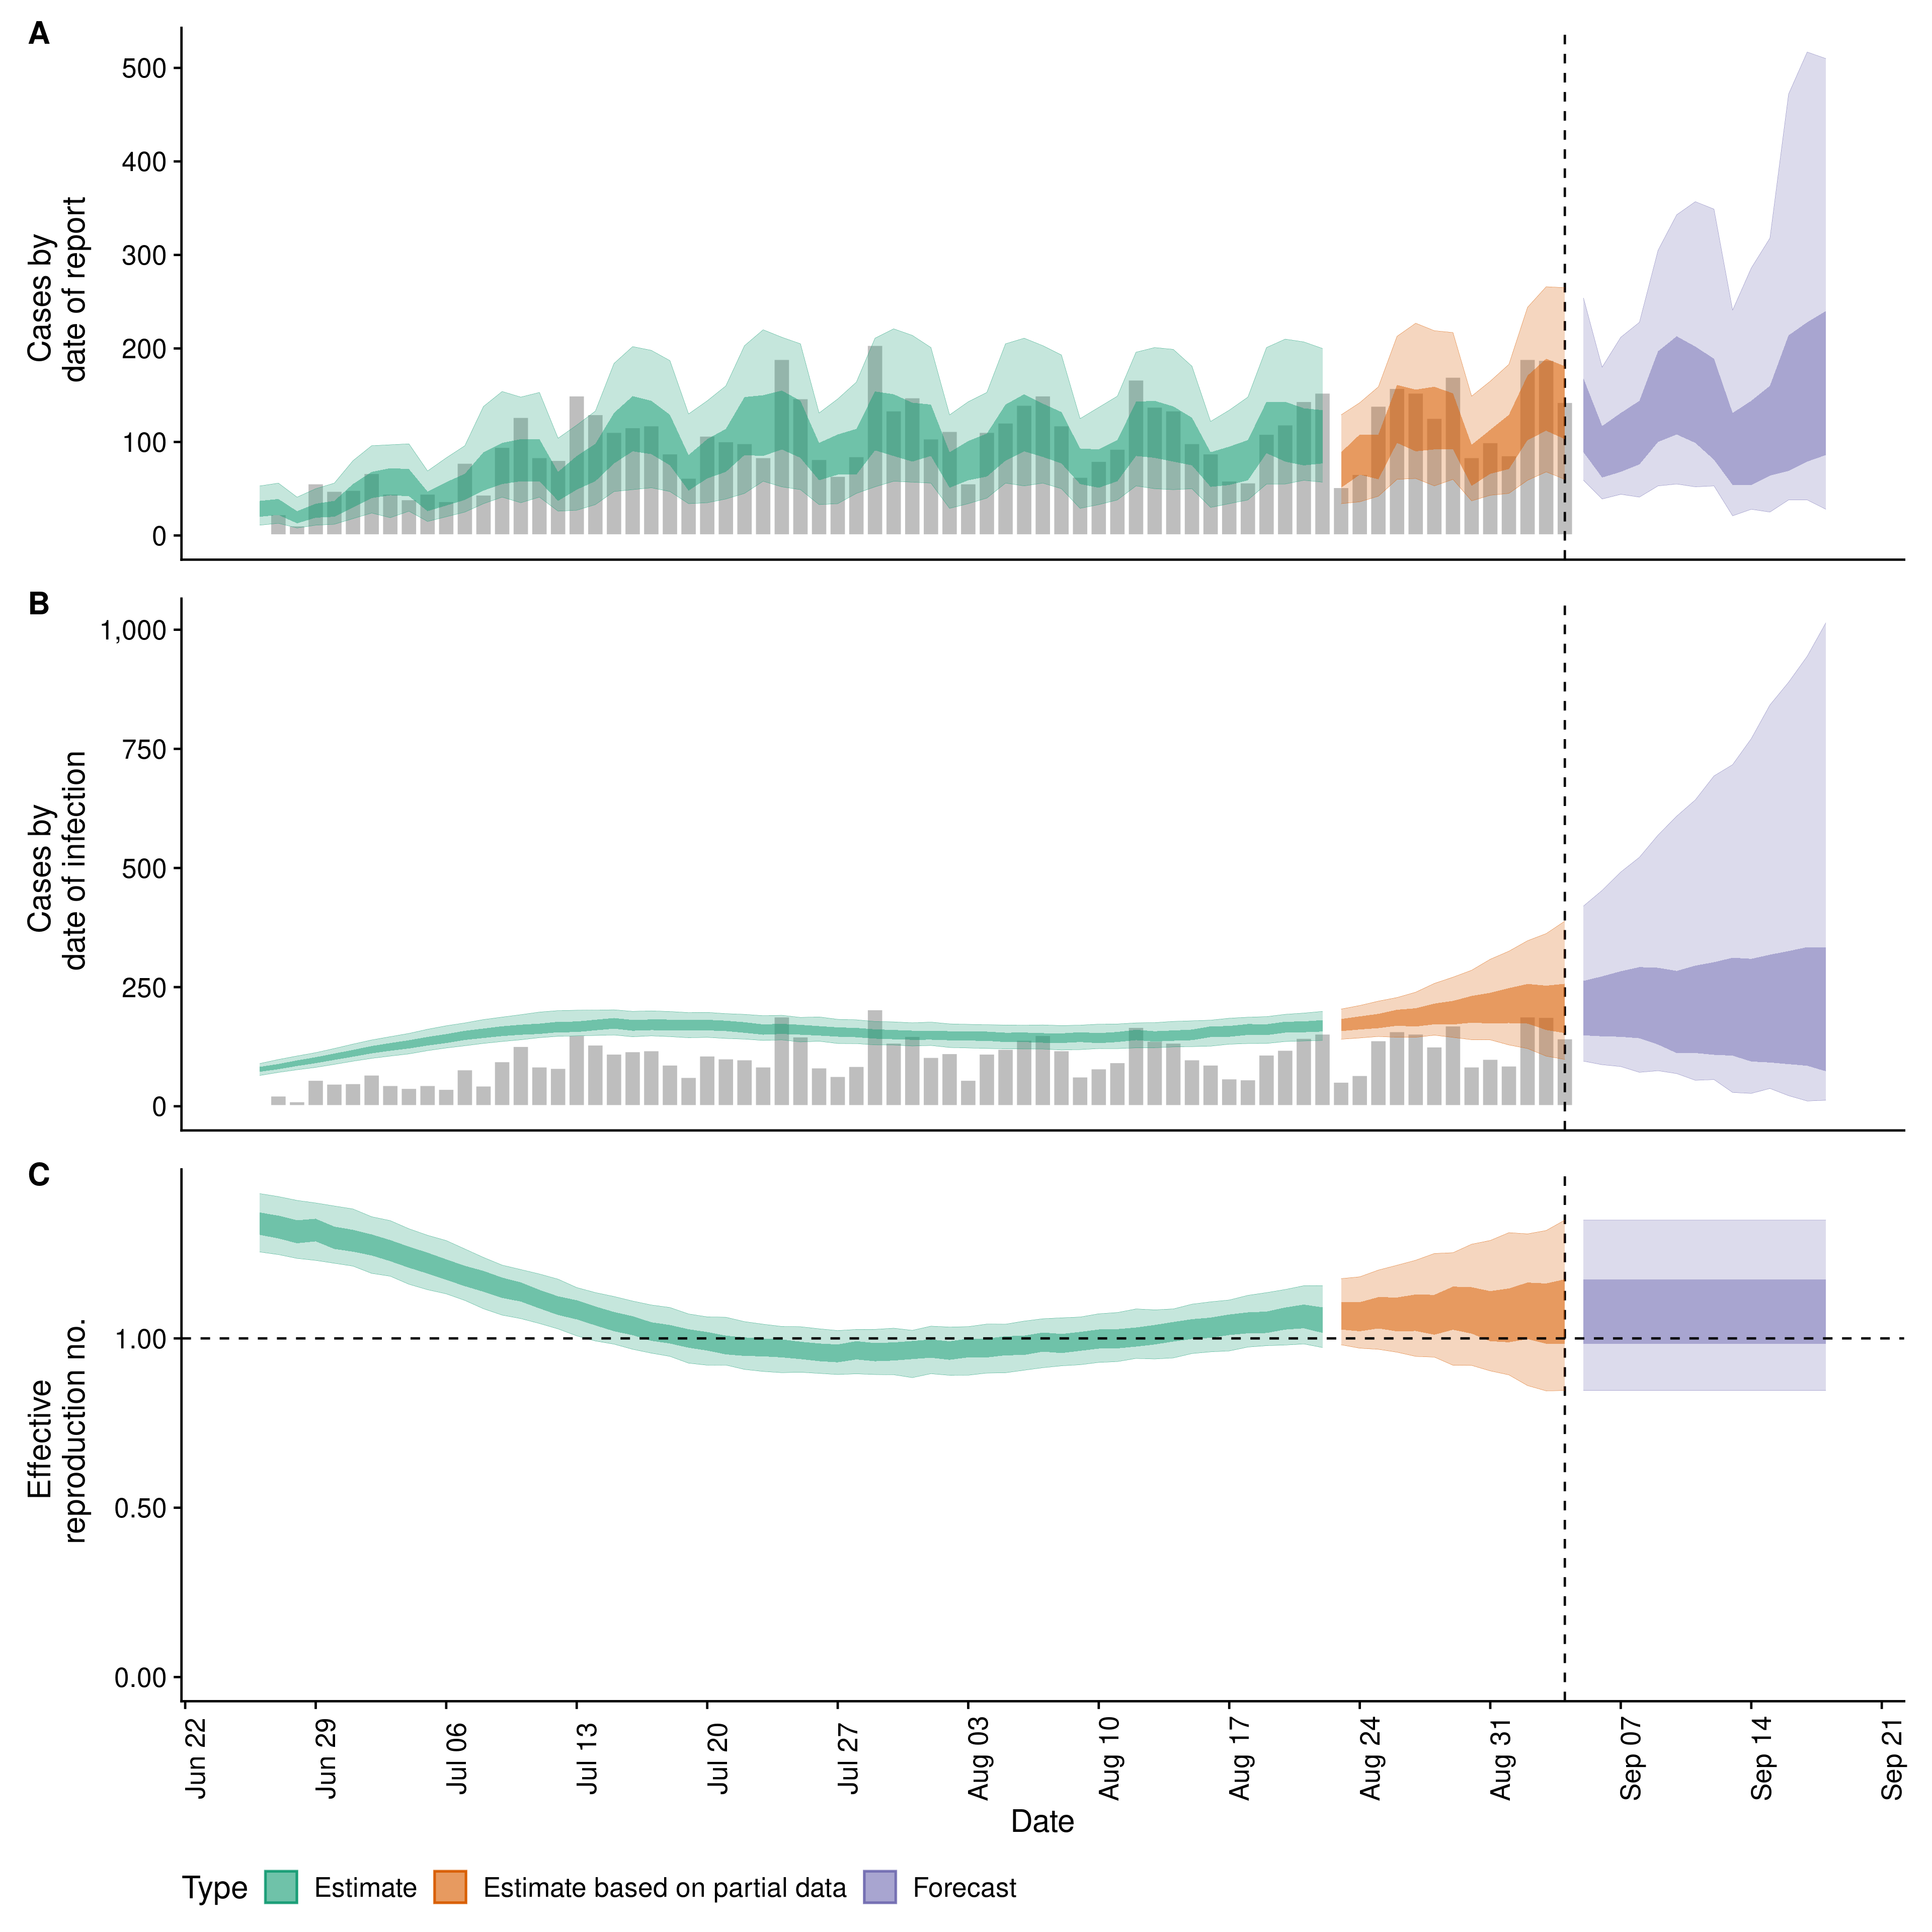 A
500
400
300
200
100
0
Cases by
date of report
B
1,000
750
500
250
0
Cases by
date of infection
C
1.00
0.50
0.00
Effective
reproduction no.
Jun 22
Jun 29
Jul 06
Jul 13
Jul 20
Jul 27
Aug 03
Aug 10
Aug 17
Aug 24
Aug 31
Sep 07
Sep 14
Sep 21
Date
Type Estimate Estimate based on partial data Forecast